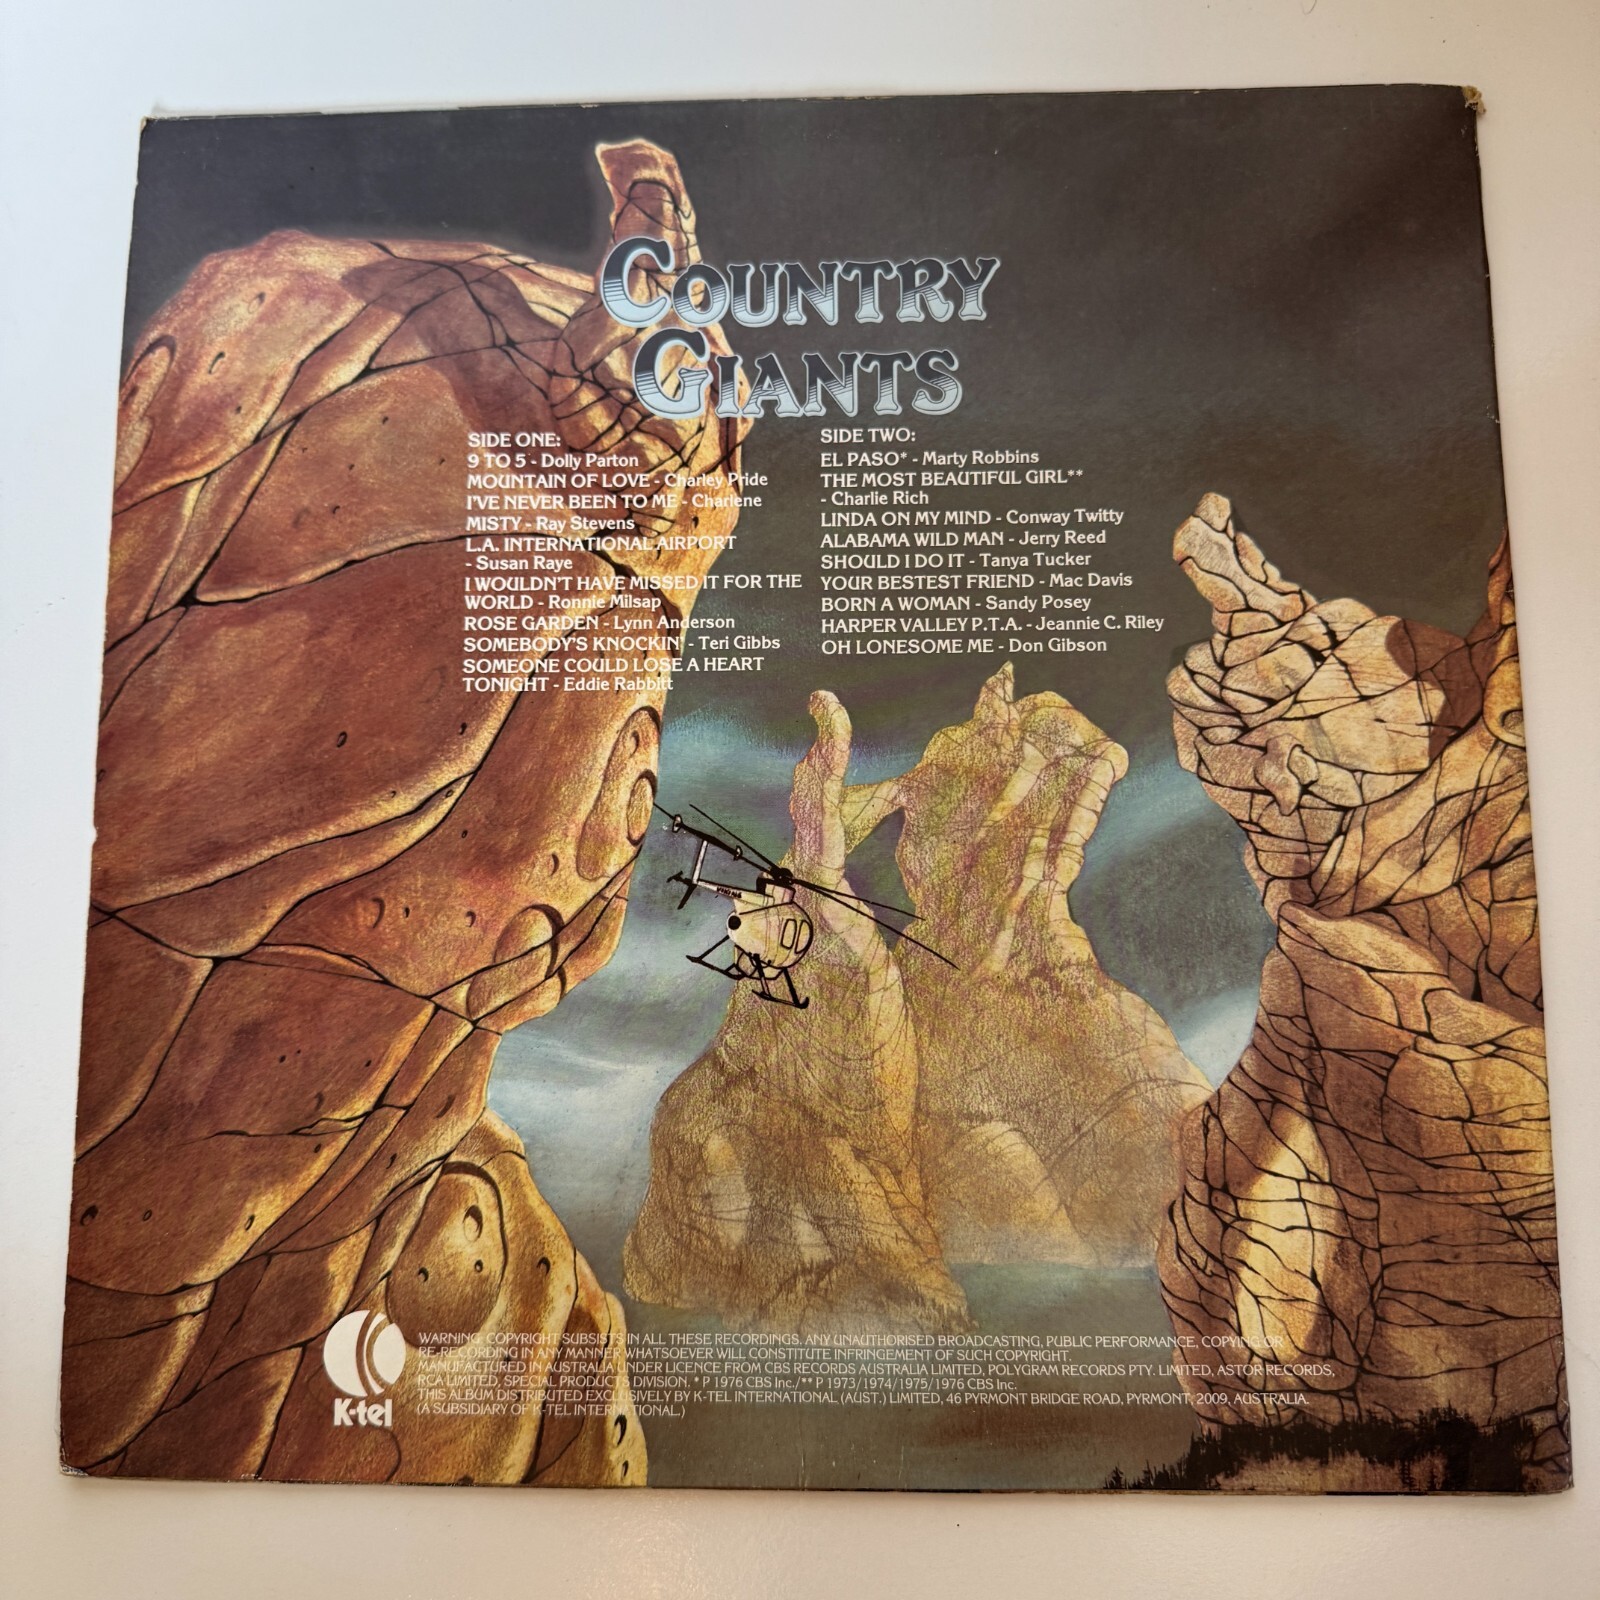 COUNTRY
GIANTS
SIDE ONE:
9 TO 5 - Dolly Parton
MOUNTAIN OF LOVE - Charley Pride
I'VE NEVER BEEN TO ME - Charlene
MISTY - Ray Stevens
L.A. INTERNATIONAL AIRPORT
- Susan Raye
I WOULDN'T HAVE MISSED IT FOR THE
WORLD - Ronnie Milsap
ROSE GARDEN - Lynn Anderson
SOMEBODY'S KNOCKIN' - Teri Gibbs
SOMEONE COULD LOSE A HEART
TONIGHT - Eddie Rabbitt
SIDE TWO:
EL PASO* - Marty Robbins
THE MOST BEAUTIFUL GIRL**
- Charlie Rich
LINDA ON MY MIND - Conway Twitty
ALABAMA WILD MAN - Jerry Reed
SHOULD I DO IT - Tanya Tucker
YOUR BESTEST FRIEND - Mac Davis
BORN A WOMAN - Sandy Posey
HARPER VALLEY P.T.A. - Jeannie C. Riley
OH LONESOME ME - Don Gibson
K-tel
WARNING: COPYRIGHT SUBSISTS IN ALL THESE RECORDINGS. ANY UNAUTHORISED BROADCASTING, PUBLIC PERFORMANCE, COPYING OR
RE-RECORDING IN ANY MANNER WHATSOEVER WILL CONSTITUTE INFRINGEMENT OF SUCH COPYRIGHT.
MANUFACTURED IN AUSTRALIA UNDER LICENCE FROM CBS RECORDS AUSTRALIA LIMITED, POLYGRAM RECORDS PTY. LIMITED, ASTOR RECORDS,
RCA LIMITED, SPECIAL PRODUCTS DIVISION. * P 1976 CBS Inc./** P 1973/1974/1975/1976 CBS Inc.
THIS ALBUM DISTRIBUTED EXCLUSIVELY BY K-TEL INTERNATIONAL (AUST.) LIMITED, 46 PYRMONT BRIDGE ROAD, PYRMONT, 2009, AUSTRALIA.
(A SUBSIDIARY OF K-TEL INTERNATIONAL.)